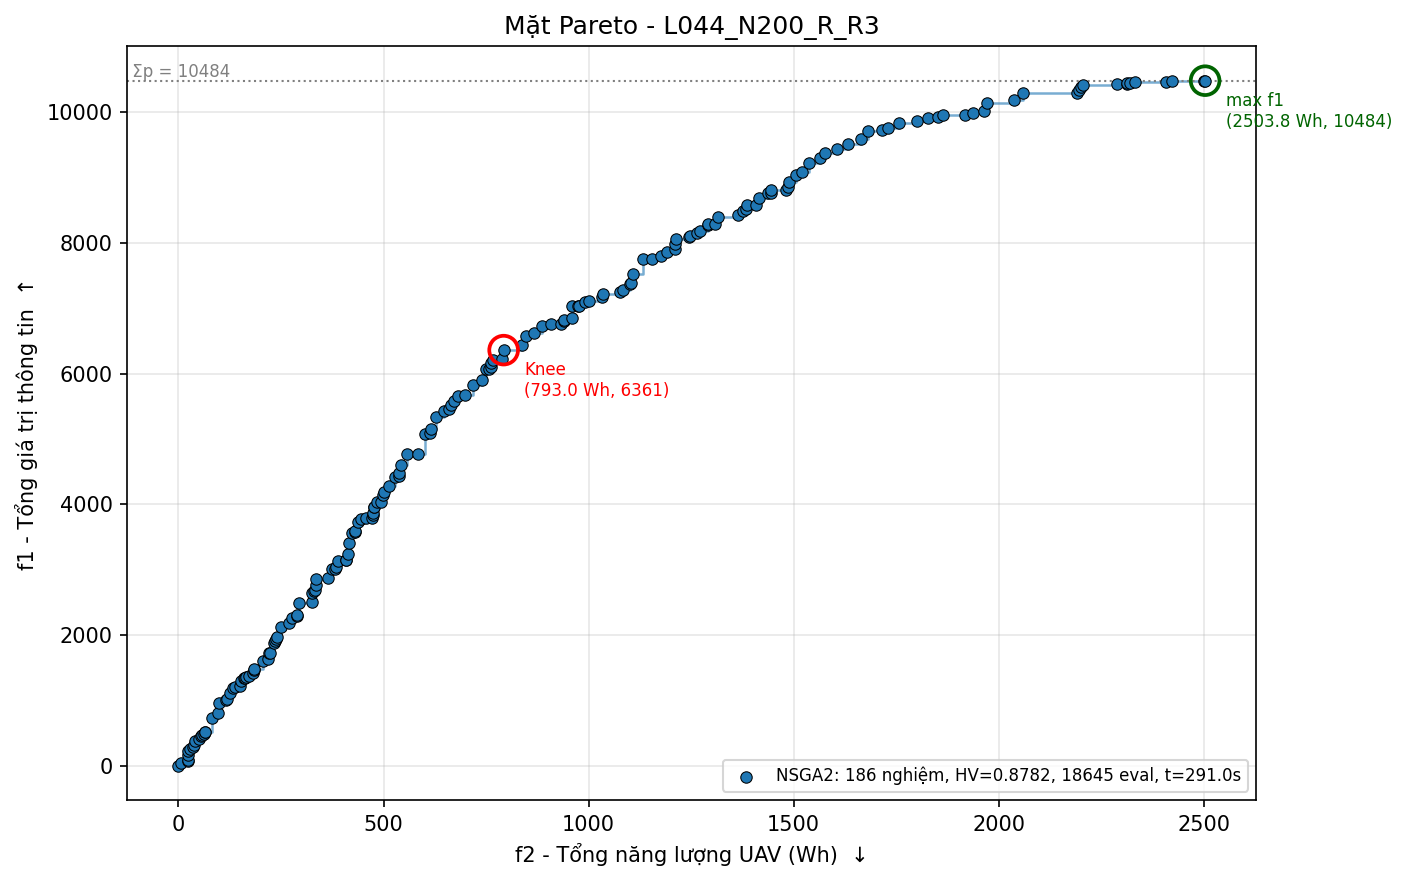 Mặt Pareto - L044_N200_R_R3
Σp = 10484
max f1
(2503.8 Wh, 10484)
Knee
(793.0 Wh, 6361)
f1 - Tổng giá trị thông tin ↑
10000
8000
6000
4000
2000
0
NSGA2: 186 nghiệm, HV=0.8782, 18645 eval, t=291.0s
0 500 1000 1500 2000 2500
f2 - Tổng năng lượng UAV (Wh) ↓